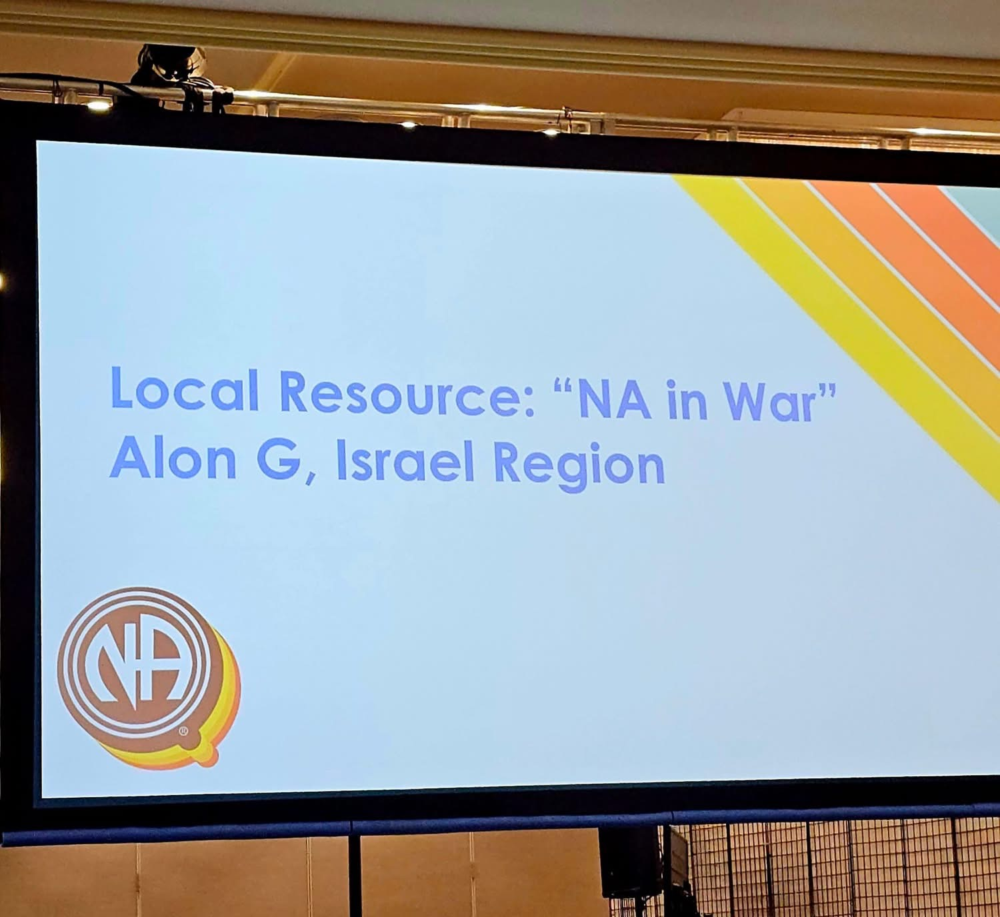 Local Resource: “NA in War”
Alon G, Israel Region
NA
®